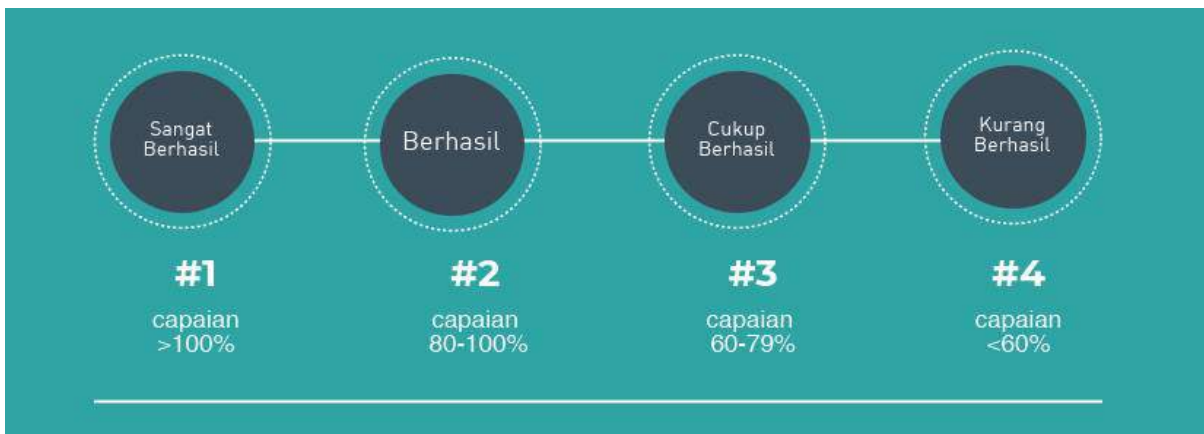 Sangat
Berhasil
Berhasil
Cukup
Berhasil
Kurang
Berhasil
#1
#2
#3
#4
capaian
>100%
capaian
80-100%
capaian
60-79%
capaian
<60%